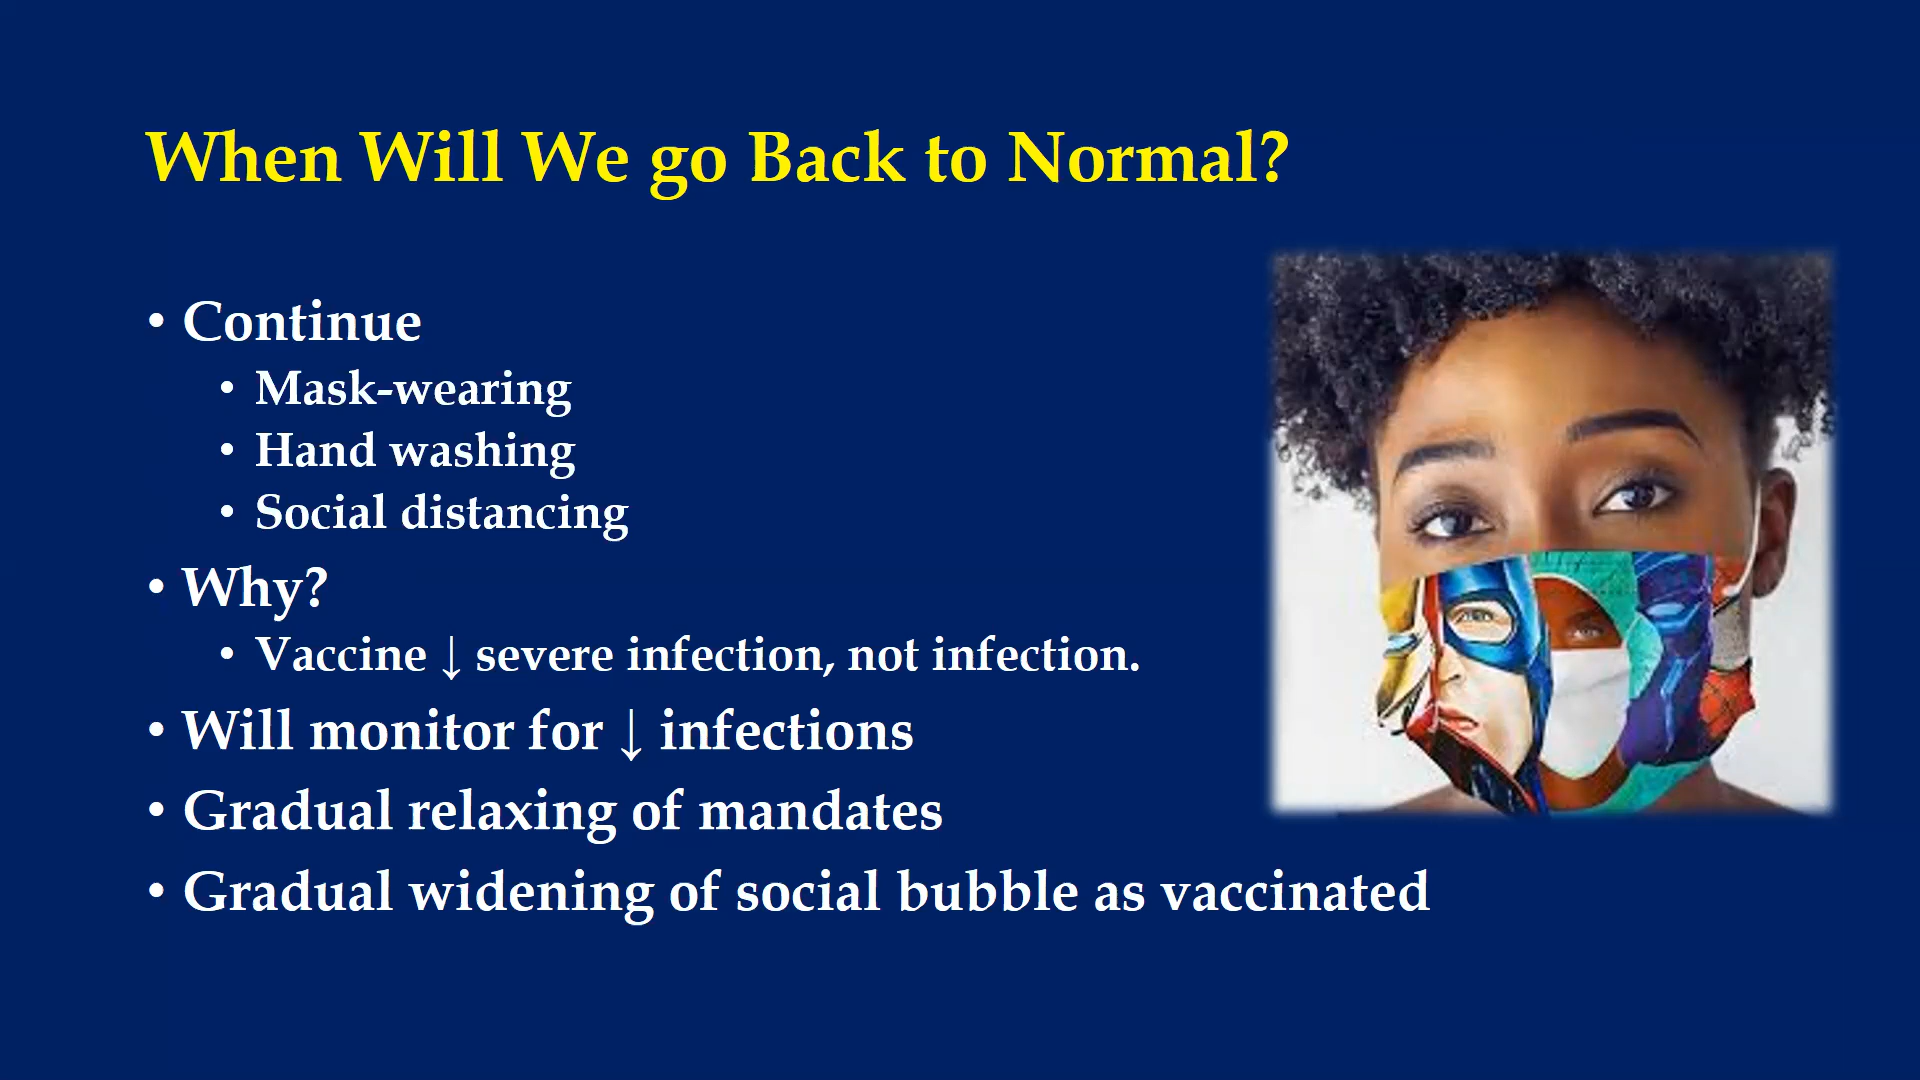 When Will We go Back to Normal?
• Continue
• Mask-wearing
• Hand washing
• Social distancing
• Why?
• Vaccine ↓ severe infection, not infection.
• Will monitor for ↓ infections
• Gradual relaxing of mandates
• Gradual widening of social bubble as vaccinated